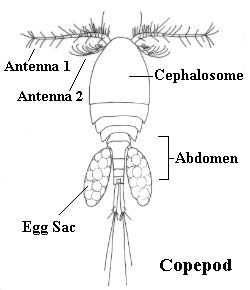 Antenna 1
Cephalosome
Antenna 2
Abdomen
Egg Sac
Copepod